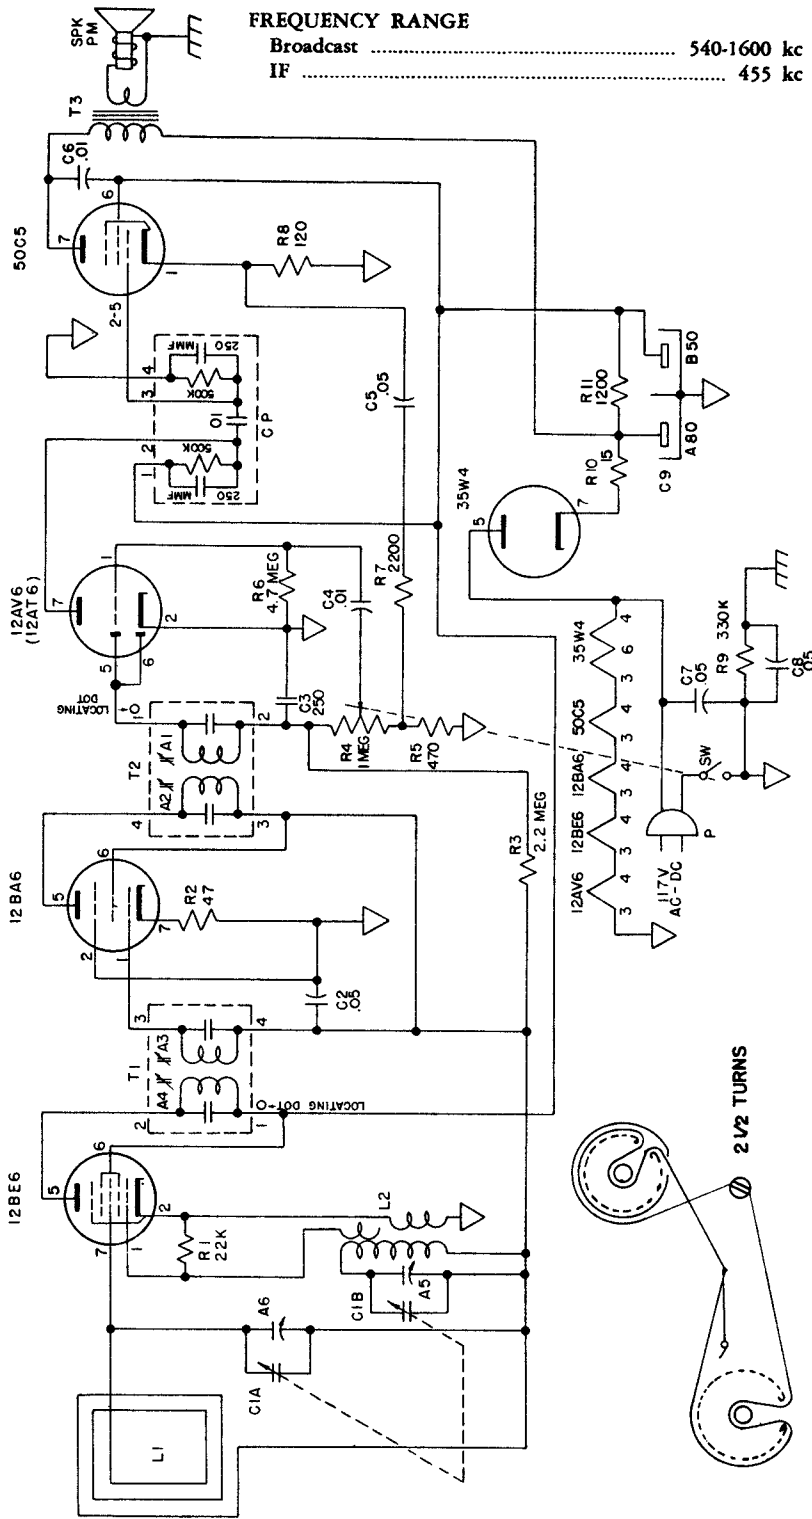 FREQUENCY RANGE
Broadcast ........................................ 540-1600 kc
IF ........................................................ 455 kc
12BE6
5
6
7
1
2
R1
22K
L1
C1A
A6
C1B
A5
L2
T1
2
3
A4
A3
1
4
LOCATING DOT
12BA6
5
6
2
1
7
R2
47
C2
.05
T2
4
1
A2
A1
3
2
LOCATING
DOT
12AV6
(12AT6)
7
5
6
1
2
R6
4.7 MEG
C3
250
C4
.01
R4
1 MEG
R5
470
R7
2200
R3
2.2 MEG
CP
1
2
3
4
250
MMF
500K
.01
500K
250
MMF
C5
.05
50C5
7
6
2-5
1
R8
120
C6
.01
T3
SPK
PM
35W4
5
7
R10
15
R11
1200
C9
A80
B50
12AV6
12BE6
12BA6
50C5
35W4
3
4
3
4
3
4
3
4
3
6
4
117V
AC-DC
P
SW
C7
.05
R9
330K
C8
.05
2 1/2 TURNS